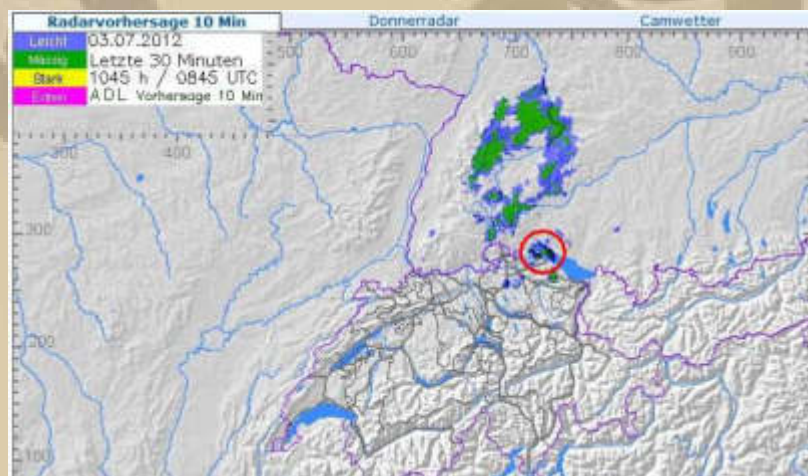 Radarvorhersage 10 Min Donnerradar Camwetter
Leicht 03.07.2012
Mässig Letzte 30 Minuten
Stark 1045 h / 0845 UTC
Extrem ADL Vorhersage 10 Min
500 600 700 800 900
300 400
300
200
100